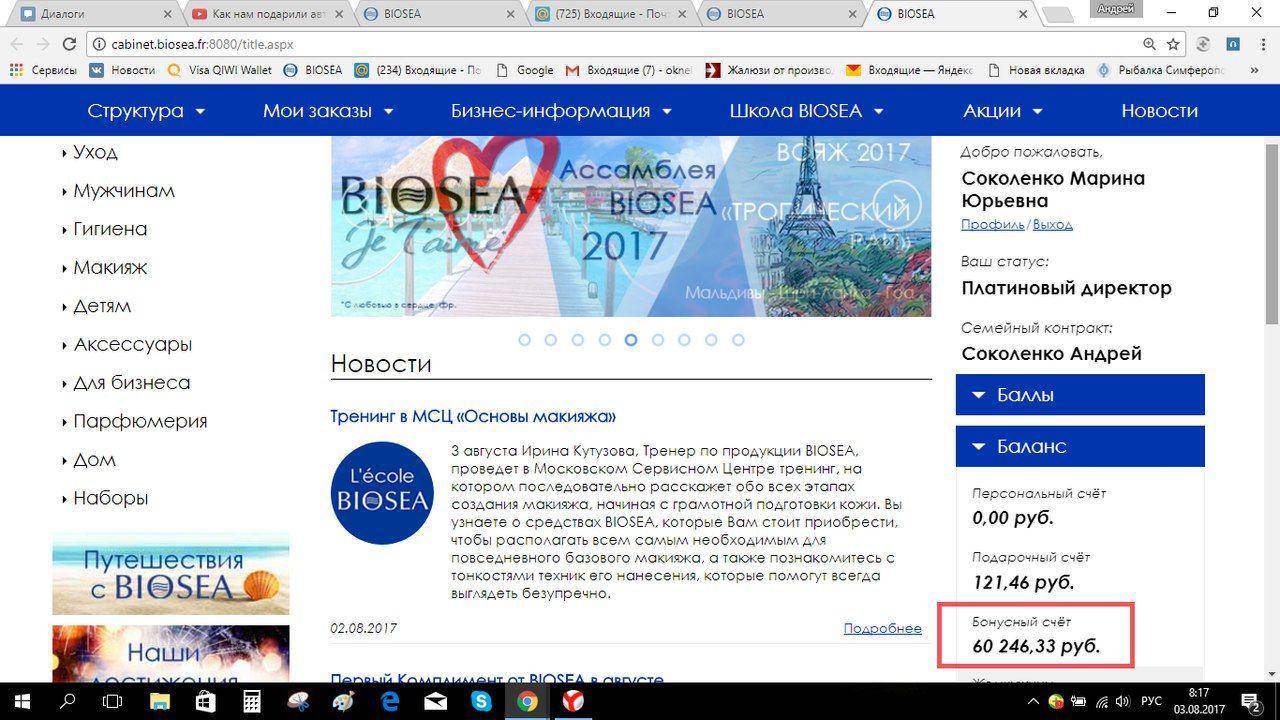 Диалоги
Как нам подарили авт
BIOSEA
(725) Входящие - Поч
BIOSEA
BIOSEA
Андрей
cabinet.biosea.fr:8080/title.aspx
Сервисы
Новости
Visa QIWI Wallet
BIOSEA
(234) Входящие - По
Google
Входящие (7) - okne
Жалюзи от произво
Входящие — Яндекс
Новая вкладка
Рыбалка Симферопо
Структура
Мои заказы
Бизнес-информация
Школа BIOSEA
Акции
Новости
Уход
Мужчинам
Гигиена
Макияж
Детям
Аксессуары
Для бизнеса
Парфюмерия
Дом
Наборы
Путешествия
с BIOSEA
Наши
достижения
BIOSEA
Je T'aime
*С любовью в сердце, Фр.
Ассамблея
BIOSEA
2017
ВОЯЖ 2017
«ТРОПИЧЕСКИЙ
РАЙ»
Мальдивы - Шри-Ланка - Гоа
Новости
Тренинг в МСЦ «Основы макияжа»
L'école
BIOSEA
3 августа Ирина Кутузова, Тренер по продукции BIOSEA,
проведет в Московском Сервисном Центре тренинг, на
котором последовательно расскажет обо всех этапах
создания макияжа, начиная с грамотной подготовки кожи. Вы
узнаете о средствах BIOSEA, которые Вам стоит приобрести,
чтобы располагать всем самым необходимым для
повседневного базового макияжа, а также познакомитесь с
тонкостями техник его нанесения, которые помогут всегда
выглядеть безупречно.
02.08.2017
Подробнее
Первый Комплимент от BIOSEA в августе
Добро пожаловать,
Соколенко Марина
Юрьевна
Профиль / Выход
Ваш статус:
Платиновый директор
Семейный контракт:
Соколенко Андрей
Баллы
Баланс
Персональный счёт
0,00 руб.
Подарочный счёт
121,46 руб.
Бонусный счёт
60 246,33 руб.
РУС
8:17
03.08.2017